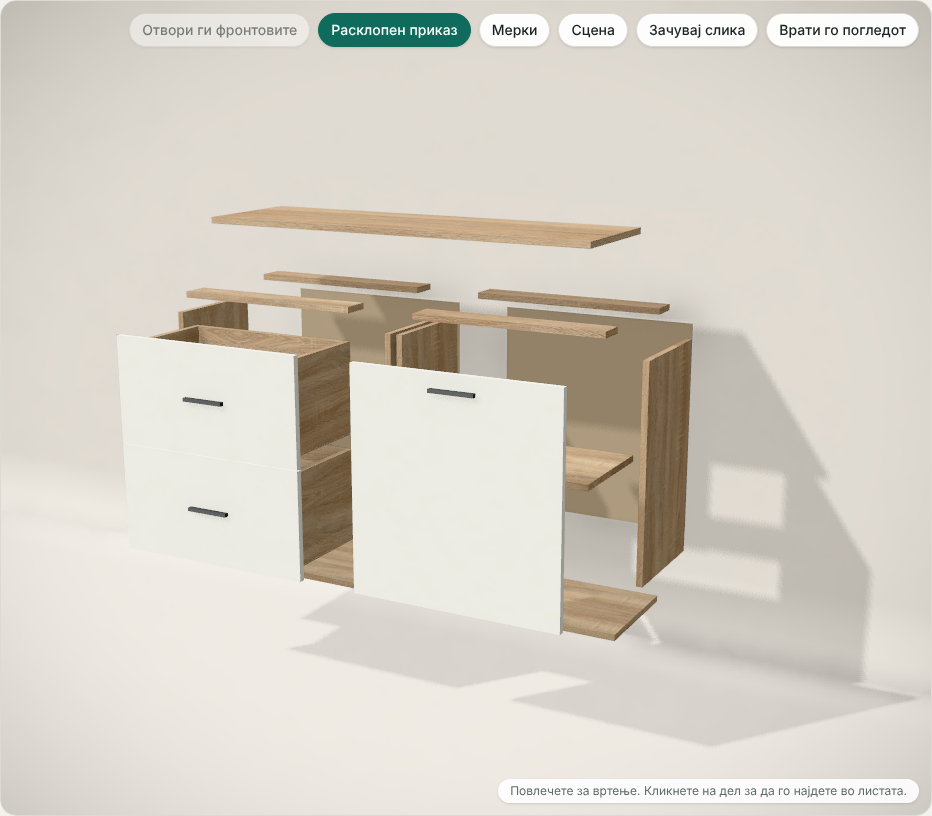 Отвори ги фронтовите
Расклопен приказ
Мерки
Сцена
Зачувај слика
Врати го погледот
Повлечете за вртење. Кликнете на дел за да го најдете во листата.